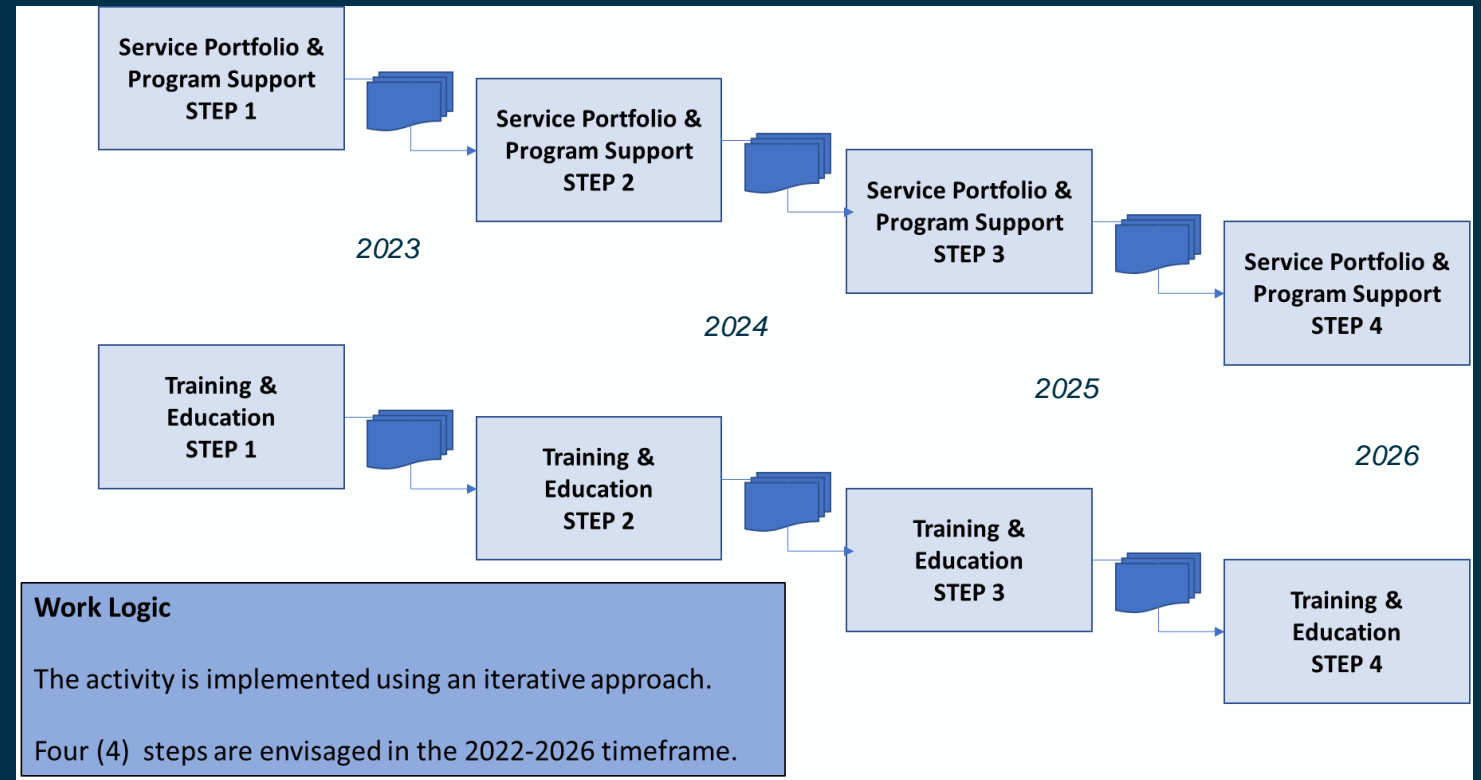 Service Portfolio &
Program Support
STEP 1
Service Portfolio &
Program Support
STEP 2
Service Portfolio &
Program Support
STEP 3
Service Portfolio &
Program Support
STEP 4
2023
2024
2025
2026
Training &
Education
STEP 1
Training &
Education
STEP 2
Training &
Education
STEP 3
Training &
Education
STEP 4
Work Logic
The activity is implemented using an iterative approach.
Four (4) steps are envisaged in the 2022-2026 timeframe.